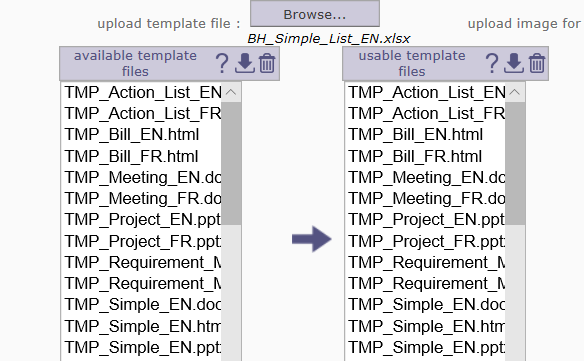 upload template file :
Browse...
upload image for
BH_Simple_List_EN.xlsx
available template
files
?
TMP_Action_List_EN
TMP_Action_List_FR
TMP_Bill_EN.html
TMP_Bill_FR.html
TMP_Meeting_EN.do
TMP_Meeting_FR.do
TMP_Project_EN.ppt
TMP_Project_FR.ppt
TMP_Requirement_M
TMP_Requirement_M
TMP_Simple_EN.doc
TMP_Simple_EN.htm
TMP_Simple_EN.ppt
usable template
files
?
TMP_Action_List_EN
TMP_Action_List_FR
TMP_Bill_EN.html
TMP_Bill_FR.html
TMP_Meeting_EN.do
TMP_Meeting_FR.do
TMP_Project_EN.ppt
TMP_Project_FR.ppt
TMP_Requirement_M
TMP_Requirement_M
TMP_Simple_EN.doc
TMP_Simple_EN.htm
TMP_Simple_EN.ppt